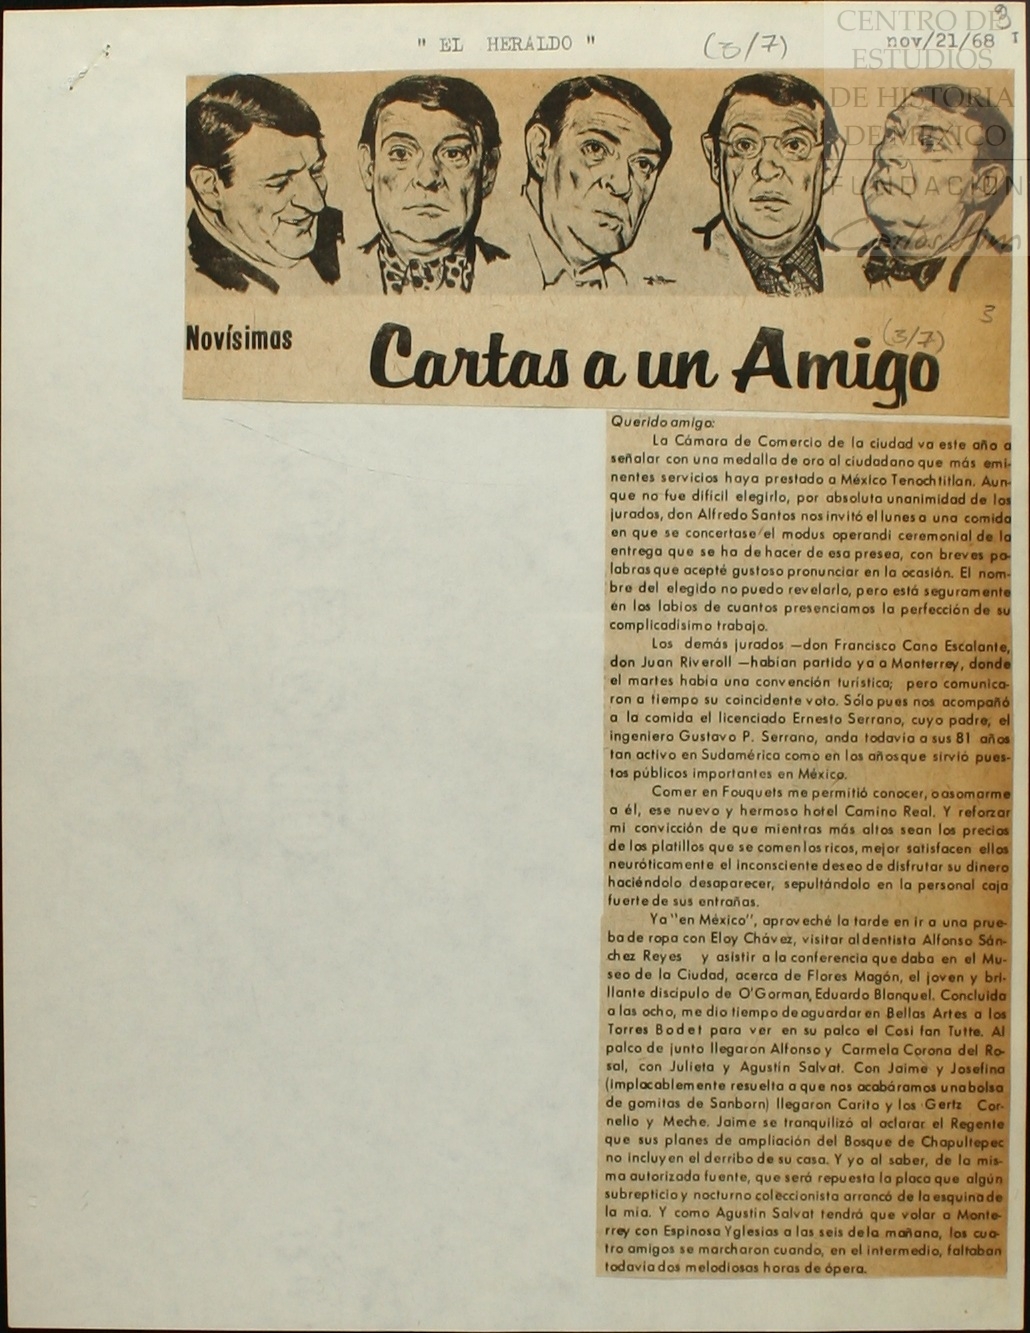 " EL HERALDO "
(3/7)
nov/21/68
CENTRO DE
ESTUDIOS
DE HISTORIA
DE MÉXICO
FUNDACIÓN
Carlos Slim
3
(3/7)
Novísimas
Cartas a un Amigo
Querido amigo:
La Cámara de Comercio de la ciudad va este año a
señalar con una medalla de oro al ciudadano que más emi-
nentes servicios haya prestado a México Tenochtitlan. Aun-
que no fue difícil elegirlo, por absoluta unanimidad de los
jurados, don Alfredo Santos nos invitó el lunes a una comida
en que se concertase el modus operandi ceremonial de la
entrega que se ha de hacer de esa presea, con breves pa-
labras que acepté gustoso pronunciar en la ocasión. El nom-
bre del elegido no puedo revelarlo, pero está seguramente
en los labios de cuantos presenciamos la perfección de su
complicadísimo trabajo.
Los demás jurados —don Francisco Cano Escalante,
don Juan Riveroll —habían partido ya a Monterrey, donde
el martes había una convención turística; pero comunica-
ron a tiempo su coincidente voto. Sólo pues nos acompañó
a la comida el licenciado Ernesto Serrano, cuyo padre, el
ingeniero Gustavo P. Serrano, anda todavía a sus 81 años
tan activo en Sudamérica como en los años que sirvió pues-
tos públicos importantes en México.
Comer en Fouquets me permitió conocer, o asomarme
a él, ese nuevo y hermoso hotel Camino Real. Y reforzar
mi convicción de que mientras más altos sean los precios
de los platillos que se comen los ricos, mejor satisfacen ellos
neuróticamente el inconsciente deseo de disfrutar su dinero
haciéndolo desaparecer, sepultándolo en la personal caja
fuerte de sus entrañas.
Ya "en México", aproveché la tarde en ir a una prue-
ba de ropa con Eloy Chávez, visitar al dentista Alfonso Sán-
chez Reyes y asistir a la conferencia que daba en el Mu-
seo de la Ciudad, acerca de Flores Magón, el joven y bri-
llante discípulo de O'Gorman, Eduardo Blanquel. Concluida
a las ocho, me dio tiempo de aguardar en Bellas Artes a los
Torres Bodet para ver en su palco el Cosi fan Tutte. Al
palco de junto llegaron Alfonso y Carmela Corona del Ro-
sal, con Julieta y Agustín Salvat. Con Jaime y Josefina
(implacablemente resuelta a que nos acabáramos una bolsa
de gomitas de Sanborn) llegaron Carito y los Gertz Cor-
nelio y Meche. Jaime se tranquilizó al aclarar el Regente
que sus planes de ampliación del Bosque de Chapultepec
no incluyen el derribo de su casa. Y yo al saber, de la mis-
ma autorizada fuente, que será repuesta la placa que algún
subrepticio y nocturno coleccionista arrancó de la esquina de
la mía. Y como Agustín Salvat tendrá que volar a Monte-
rrey con Espinosa Yglesias a las seis de la mañana, los cua-
tro amigos se marcharon cuando, en el intermedio, faltaban
todavía dos melodiosas horas de ópera.